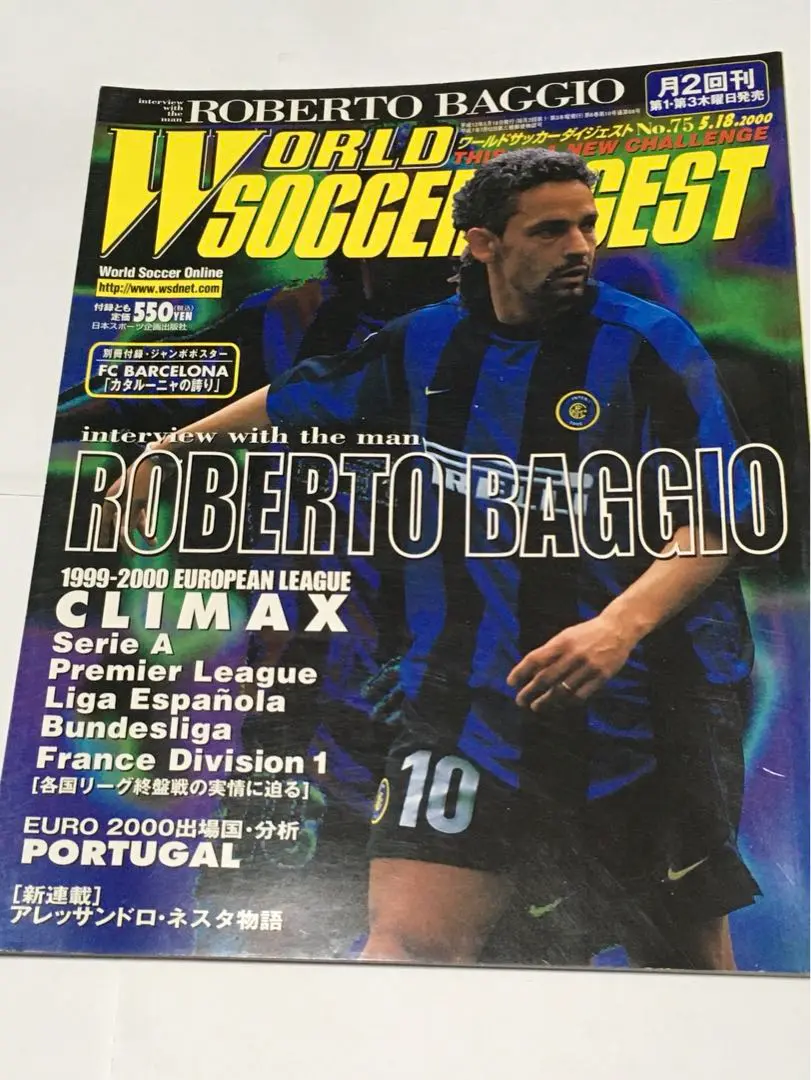 interview
with
the
man
ROBERTO BAGGIO
月2回刊
第1・第3木曜日発売
ワールドサッカーダイジェスト No.75 5.18.2000
NEW CHALLENGE
WORLD
SOCCER
GEST
World Soccer Online
http://www.wsdnet.com
付録とも
定価550YEN(税込)
日本スポーツ企画出版社
別冊付録・ジャンボポスター
FC BARCELONA
「カタルーニャの誇り」
interview with the man
ROBERTO BAGGIO
1999-2000 EUROPEAN LEAGUE
CLIMAX
Serie A
Premier League
Liga Española
Bundesliga
France Division 1
[各国リーグ終盤戦の実情に迫る]
10
EURO 2000出場国・分析
PORTUGAL
[新連載]
アレッサンドロ・ネスタ物語